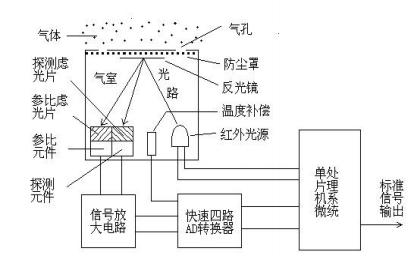 气体
气孔
探测滤光片
气室
光路
防尘罩
反光镜
参比虑光片
温度补偿
红外光源
参比元件
探测元件
信号放大电路
快速四路AD转换器
单片机微处理系统
标准信号输出